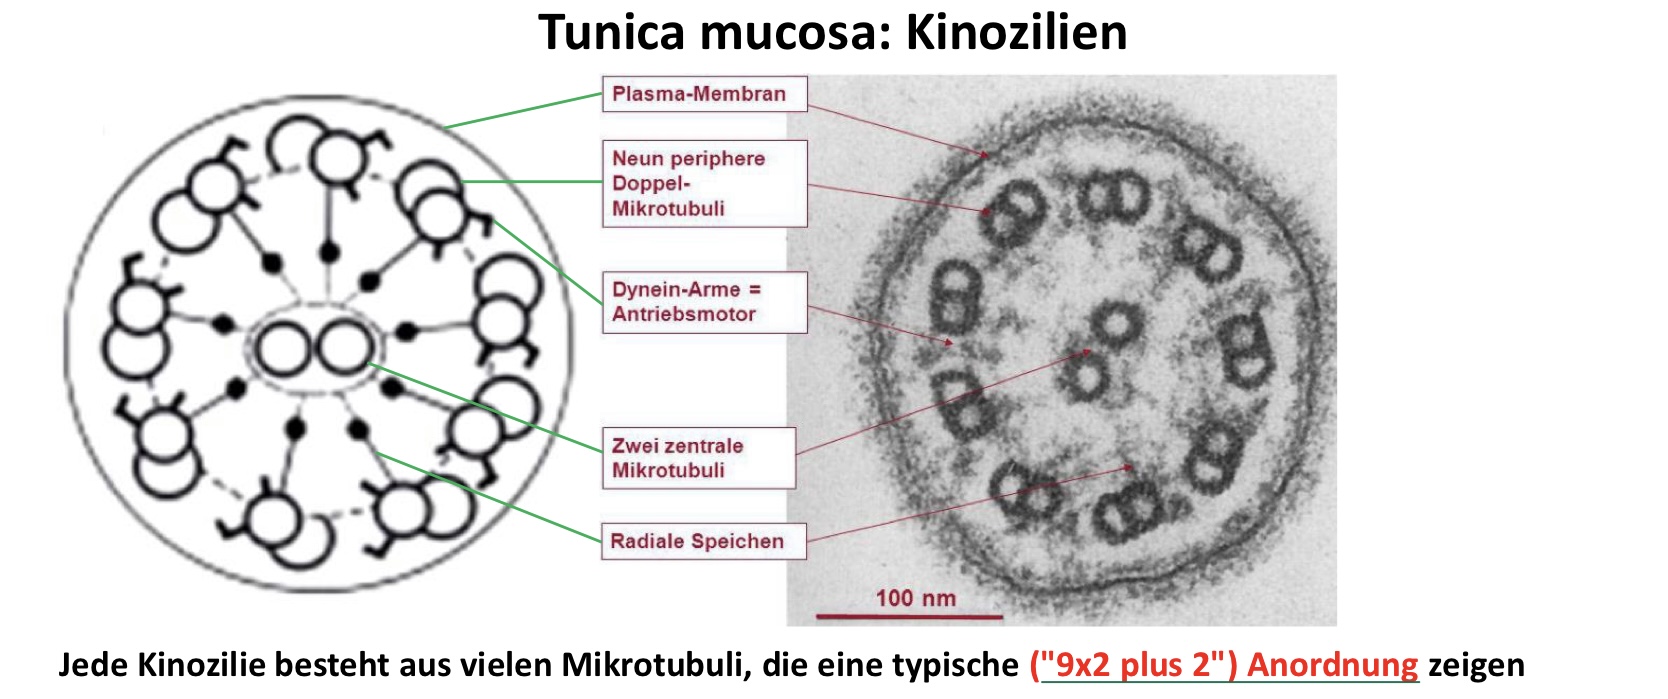 Tunica mucosa: Kinozilien
Plasma-Membran
Neun periphere
Doppel-
Mikrotubuli
Dynein-Arme =
Antriebsmotor
Zwei zentrale
Mikrotubuli
Radiale Speichen
100 nm
Jede Kinozilie besteht aus vielen Mikrotubuli, die eine typische ("9x2 plus 2") Anordnung zeigen